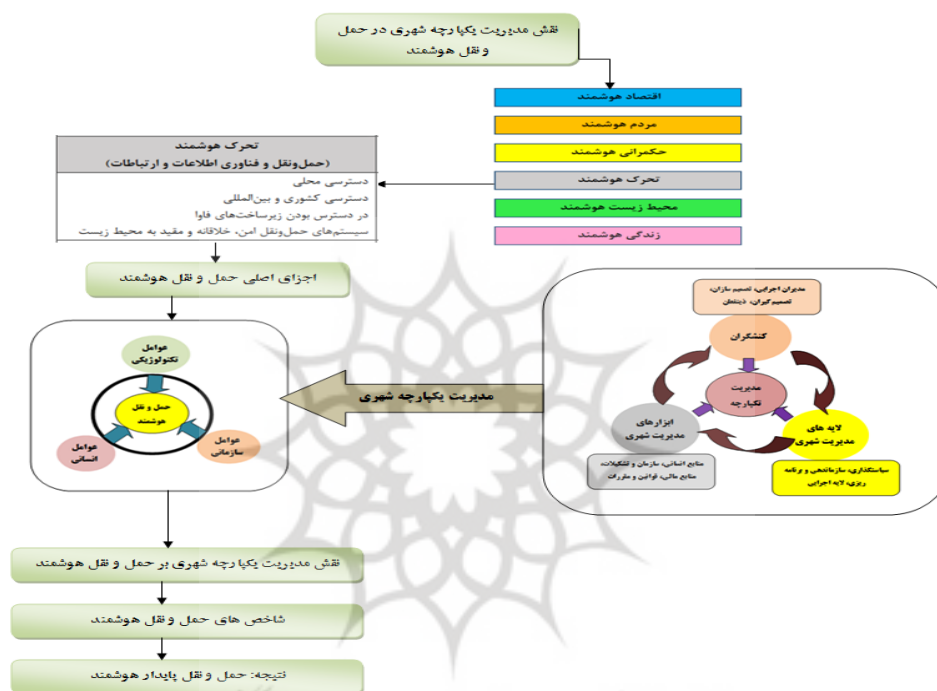 نقش مدیریت یکپارچه شهری در حمل
و نقل هوشمند
اقتصاد هوشمند
مردم هوشمند
حکمرانی هوشمند
تحرک هوشمند
محیط زیست هوشمند
زندگی هوشمند
تحرک هوشمند
(حمل‌ونقل و فناوری اطلاعات و ارتباطات)
دسترسی محلی
دسترسی کشوری و بین‌المللی
در دسترس بودن زیرساخت‌های فاوا
سیستم‌های حمل‌ونقل امن، خلاقانه و مقید به محیط زیست
اجزای اصلی حمل و نقل هوشمند
مدیران اجرایی، تصمیم سازان،
تصمیم گیران، ذینفعان
کنشگران
مدیریت
یکپارچه
ابزارهای
مدیریت شهری
لایه های
مدیریت شهری
منابع انسانی، سازمان و تشکیلات،
منابع مالی، قوانین و مقررات
سیاستگذاری، سازماندهی و برنامه
ریزی، لایه اجرایی
مدیریت یکپارچه شهری
عوامل
تکنولوژیکی
حمل و نقل
هوشمند
عوامل
سازمانی
عوامل
انسانی
نقش مدیریت یکپارچه شهری بر حمل و نقل هوشمند
شاخص های حمل و نقل هوشمند
نتیجه: حمل و نقل پایدار هوشمند